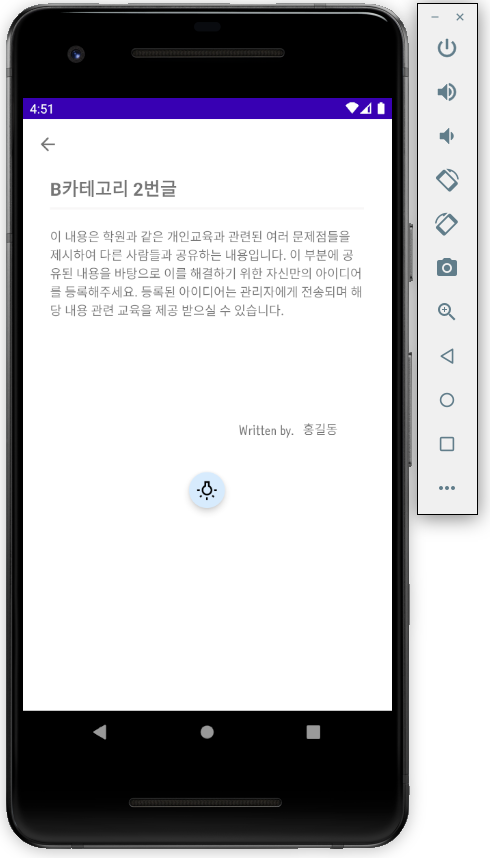 4:51
B카테고리 2번글
이 내용은 학원과 같은 개인교육과 관련된 여러 문제점들을
제시하여 다른 사람들과 공유하는 내용입니다. 이 부분에 공
유된 내용을 바탕으로 이를 해결하기 위한 자신만의 아이디어
를 등록해주세요. 등록된 아이디어는 관리자에게 전송되며 해
당 내용 관련 교육을 제공 받으실 수 있습니다.
Written by. 홍길동